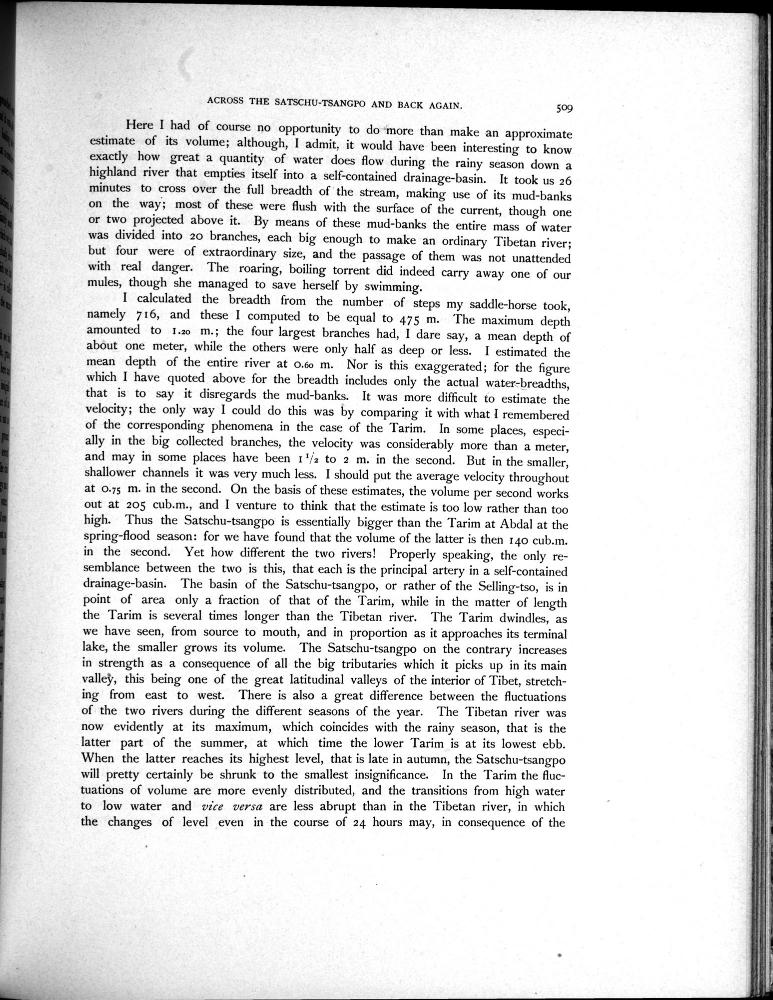 ACROSS THE SATSCHU-TSANGPO AND BACK AGAIN. 509
Here I had of course no opportunity to do more than make an approximate
estimate of its volume; although, I admit, it would have been interesting to know
exactly how great a quantity of water does flow during the rainy season down a
highland river that empties itself into a self-contained drainage-basin. It took us 26
minutes to cross over the full breadth of the stream, making use of its mud-banks
on the way; most of these were flush with the surface of the current, though one
or two projected above it. By means of these mud-banks the entire mass of water
was divided into 20 branches, each big enough to make an ordinary Tibetan river;
but four were of extraordinary size, and the passage of them was not unattended
with real danger. The roaring, boiling torrent did indeed carry away one of our
mules, though she managed to save herself by swimming.
I calculated the breadth from the number of steps my saddle-horse took,
namely 716, and these I computed to be equal to 475 m. The maximum depth
amounted to 1.20 m.; the four largest branches had, I dare say, a mean depth of
about one meter, while the others were only half as deep or less. I estimated the
mean depth of the entire river at 0.60 m. Nor is this exaggerated; for the figure
which I have quoted above for the breadth includes only the actual water-breadths,
that is to say it disregards the mud-banks. It was more difficult to estimate the
velocity; the only way I could do this was by comparing it with what I remembered
of the corresponding phenomena in the case of the Tarim. In some places, especi-
ally in the big collected branches, the velocity was considerably more than a meter,
and may in some places have been 1 1/2 to 2 m. in the second. But in the smaller,
shallower channels it was very much less. I should put the average velocity throughout
at 0.75 m. in the second. On the basis of these estimates, the volume per second works
out at 205 cub.m., and I venture to think that the estimate is too low rather than too
high. Thus the Satschu-tsangpo is essentially bigger than the Tarim at Abdal at the
spring-flood season: for we have found that the volume of the latter is then 140 cub.m.
in the second. Yet how different the two rivers! Properly speaking, the only re-
semblance between the two is this, that each is the principal artery in a self-contained
drainage-basin. The basin of the Satschu-tsangpo, or rather of the Selling-tso, is in
point of area only a fraction of that of the Tarim, while in the matter of length
the Tarim is several times longer than the Tibetan river. The Tarim dwindles, as
we have seen, from source to mouth, and in proportion as it approaches its terminal
lake, the smaller grows its volume. The Satschu-tsangpo on the contrary increases
in strength as a consequence of all the big tributaries which it picks up in its main
valley, this being one of the great latitudinal valleys of the interior of Tibet, stretch-
ing from east to west. There is also a great difference between the fluctuations
of the two rivers during the different seasons of the year. The Tibetan river was
now evidently at its maximum, which coincides with the rainy season, that is the
latter part of the summer, at which time the lower Tarim is at its lowest ebb.
When the latter reaches its highest level, that is late in autumn, the Satschu-tsangpo
will pretty certainly be shrunk to the smallest insignificance. In the Tarim the fluc-
tuations of volume are more evenly distributed, and the transitions from high water
to low water and vice versa are less abrupt than in the Tibetan river, in which
the changes of level even in the course of 24 hours may, in consequence of the